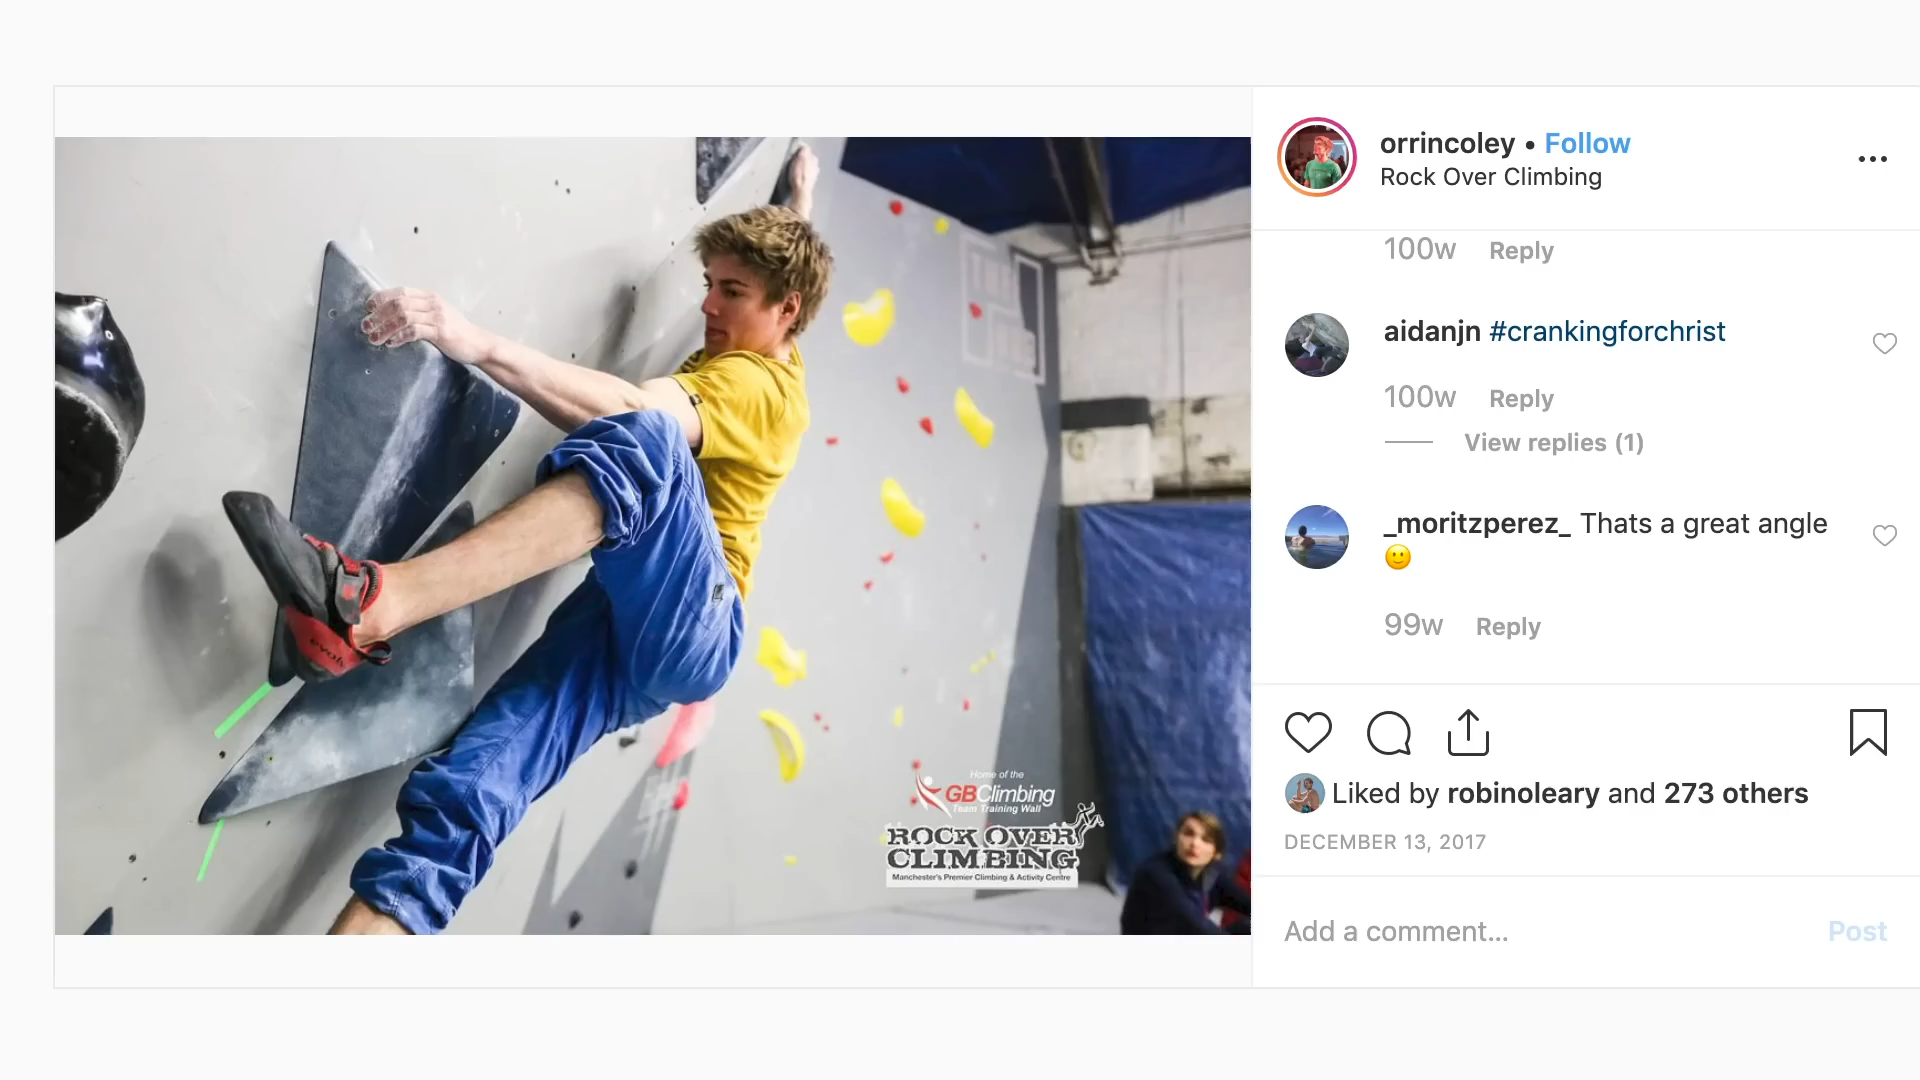 orrincoley • Follow
Rock Over Climbing
100w Reply
aidanjn #crankingforchrist
100w Reply
View replies (1)
_moritzperez_ Thats a great angle
🙂
99w Reply
Liked by robinoleary and 273 others
DECEMBER 13, 2017
Add a comment... Post
Home of the
GBClimbing
Team Training Wall
ROCK OVER
CLIMBING
Manchester's Premier Climbing & Activity Centre